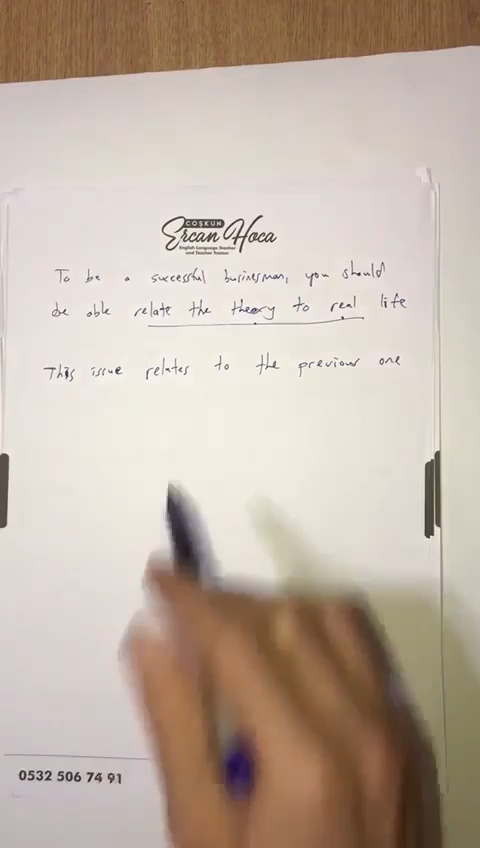 COŞKUN
Ercan Hoca
English Language Teacher
and Teacher Trainer
To be a successful businesman, you should
be able relate the theory to real life
This issue relates to the previous one
0532 506 74 91